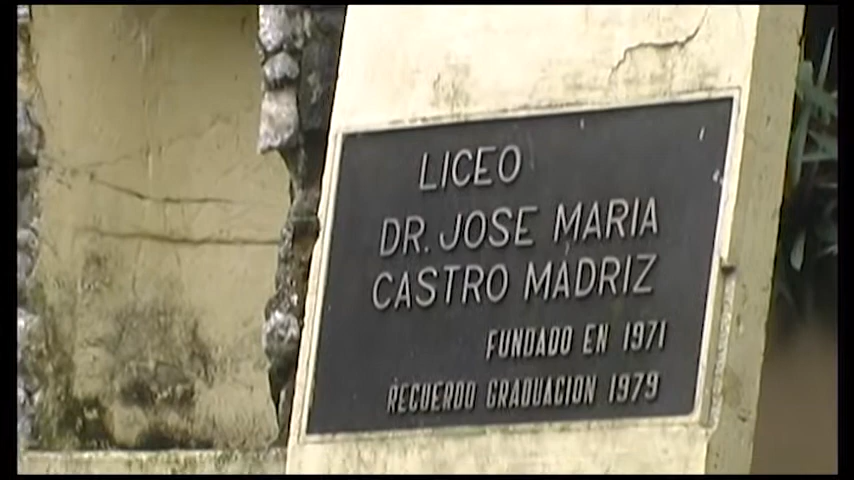 LICEO
DR. JOSE MARIA
CASTRO MADRIZ
FUNDADO EN 1971
RECUERDO GRADUACION 1979